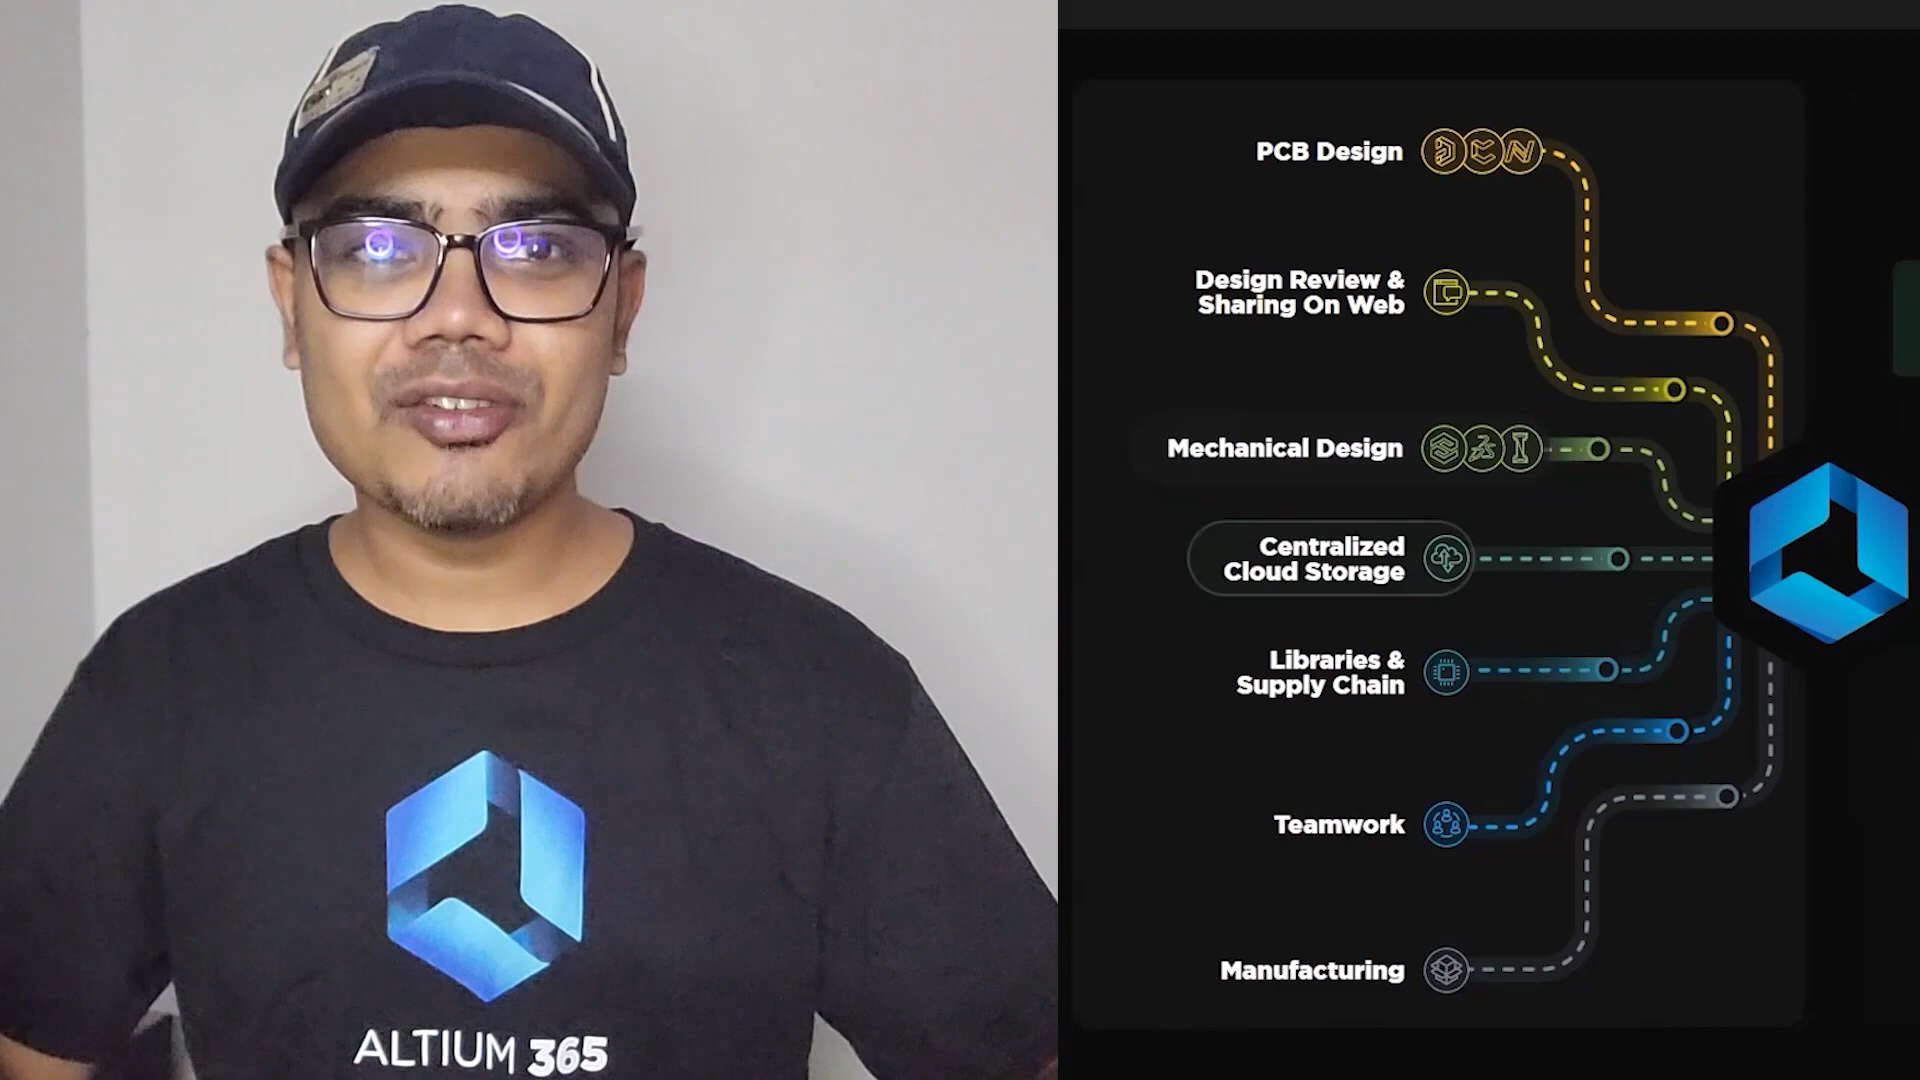 ALTIUM 365
PCB Design
Design Review &
Sharing On Web
Mechanical Design
Centralized
Cloud Storage
Libraries &
Supply Chain
Teamwork
Manufacturing